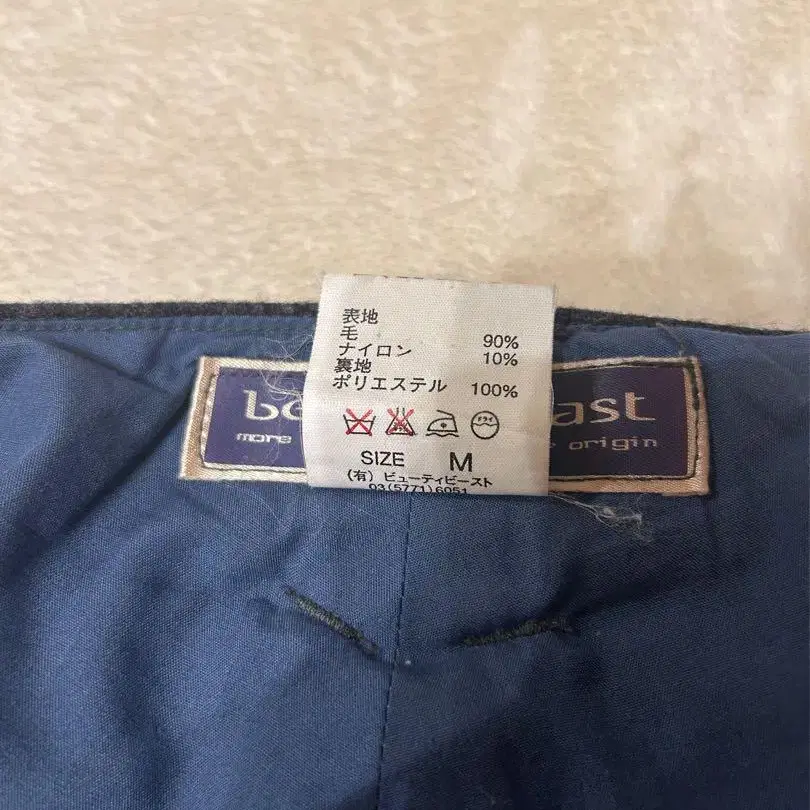 表地
毛 90%
ナイロン 10%
裏地
ポリエステル 100%
SIZE M
(有) ビューティビースト
03(5771)6051
be ast
more origin